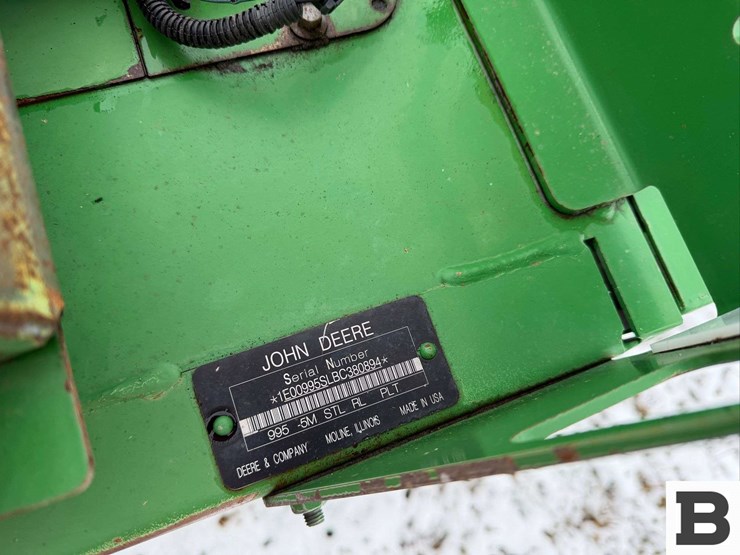 JOHN DEERE
Serial Number
*1E00995SLBC380894*
995 -5M STL RL PLT
DEERE & COMPANY MOLINE, ILLINOIS MADE IN USA
B